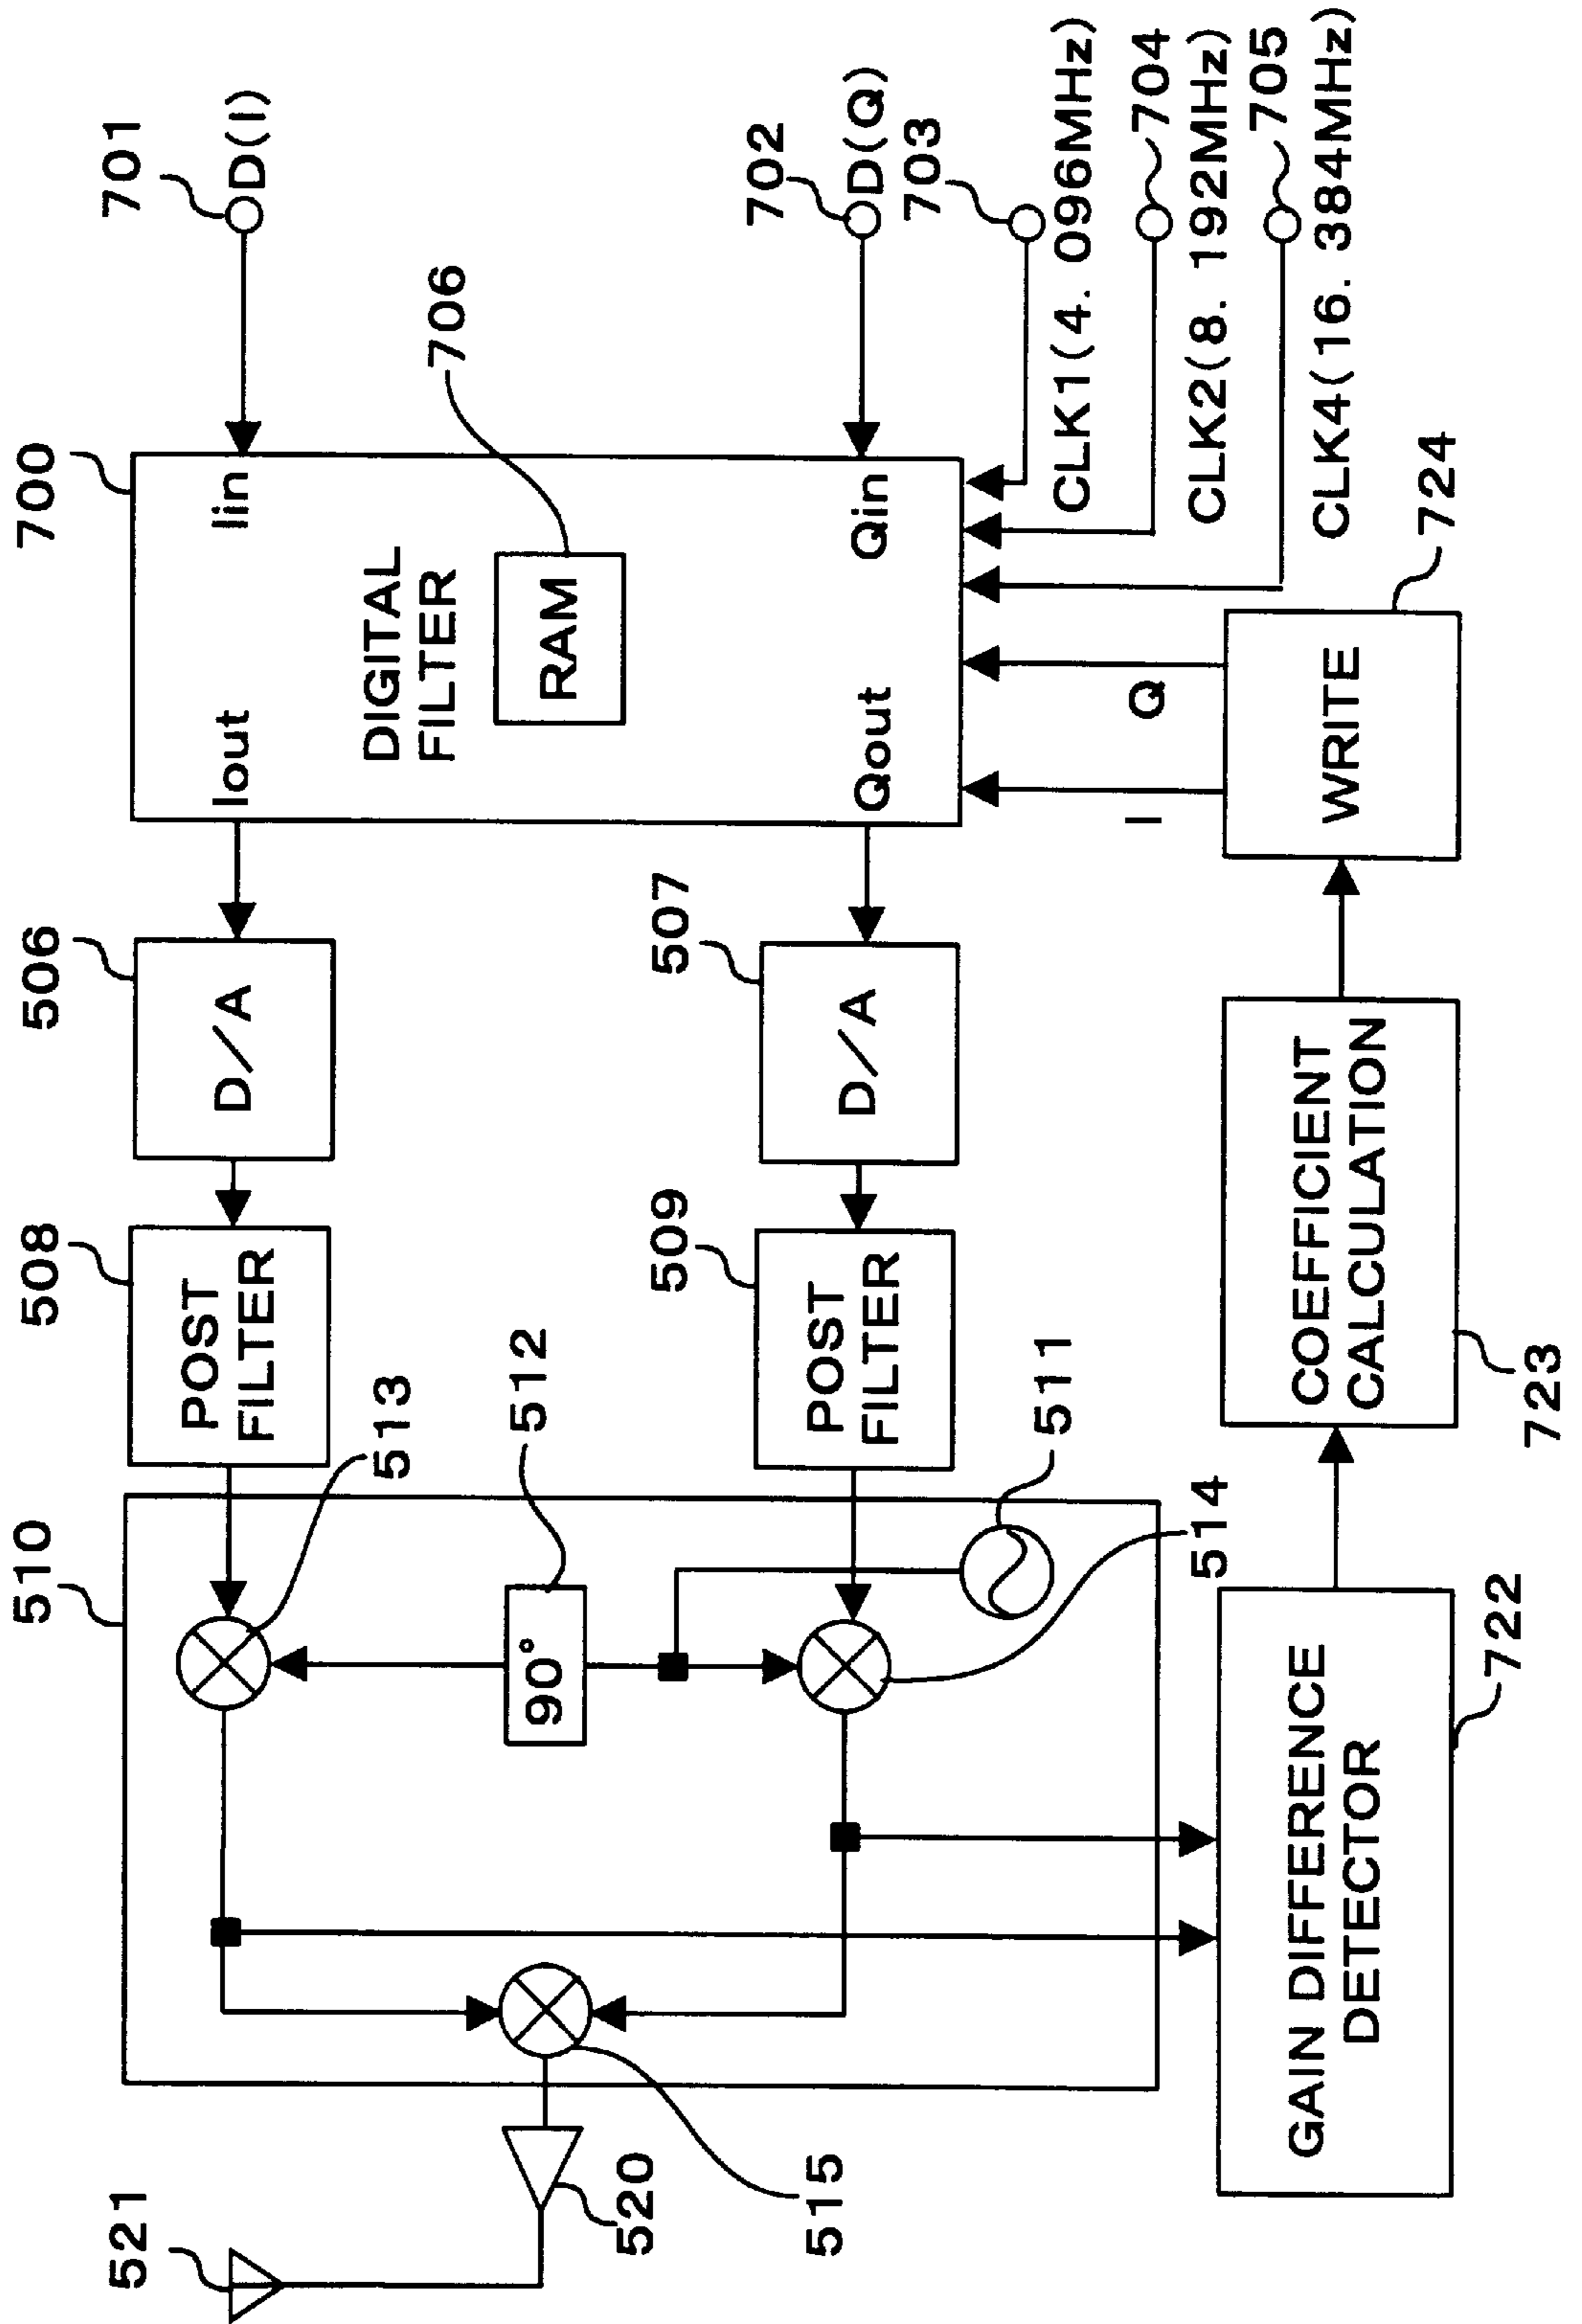 701
D(I)
702
D(Q)
703
CLK1(4. 096MHz)
704
CLK2(8. 192MHz)
705
CLK4(16. 384MHz)
700
Iin
Iout
DIGITAL
FILTER
RAM
706
Qin
Qout
I
Q
WRITE
724
506
D/A
507
D/A
508
POST
FILTER
509
POST
FILTER
COEFFICIENT
CALCULATION
723
510
513
512
90°
511
514
515
520
521
GAIN DIFFERENCE
DETECTOR
722